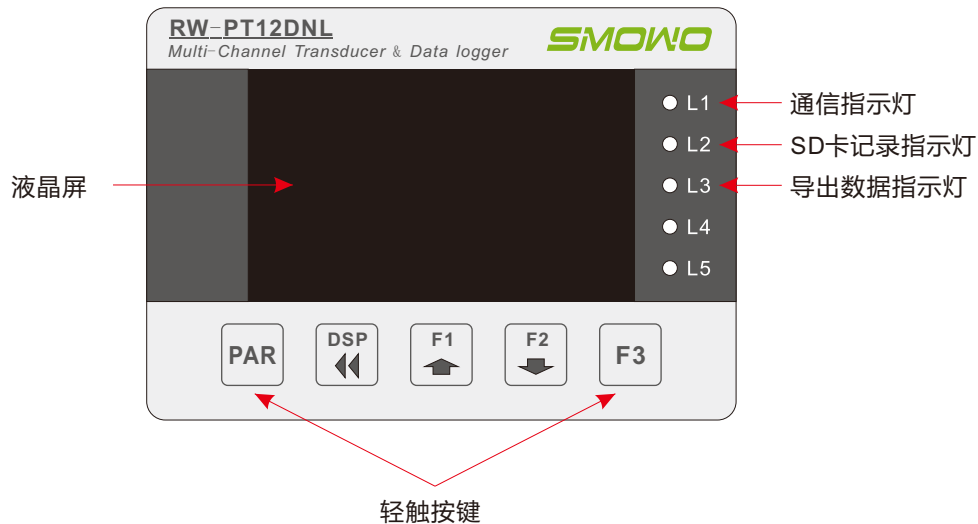 RW-PT12DNL
SMOWO
Multi-Channel Transducer & Data logger
L1
通信指示灯
L2
SD卡记录指示灯
液晶屏
L3
导出数据指示灯
L4
L5
PAR
DSP
F1
F2
F3
轻触按键